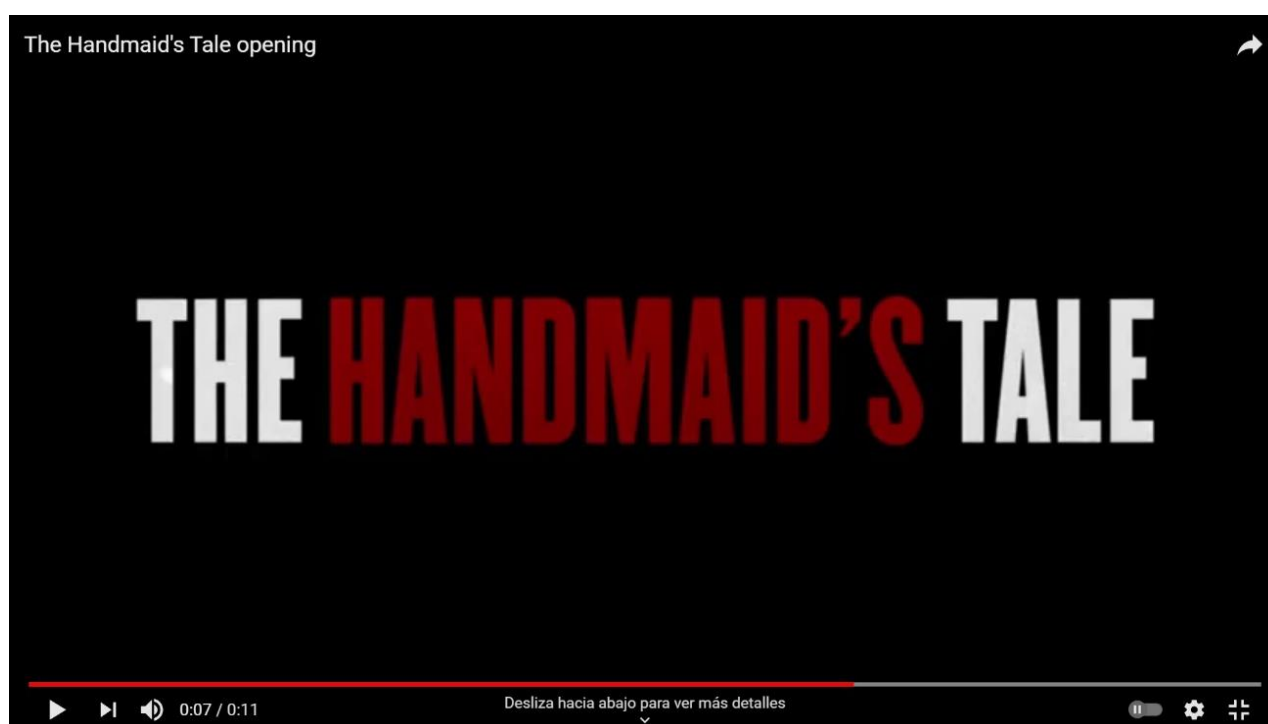 The Handmaid's Tale opening
THE HANDMAID'S TALE
0:07 / 0:11
Desliza hacia abajo para ver más detalles